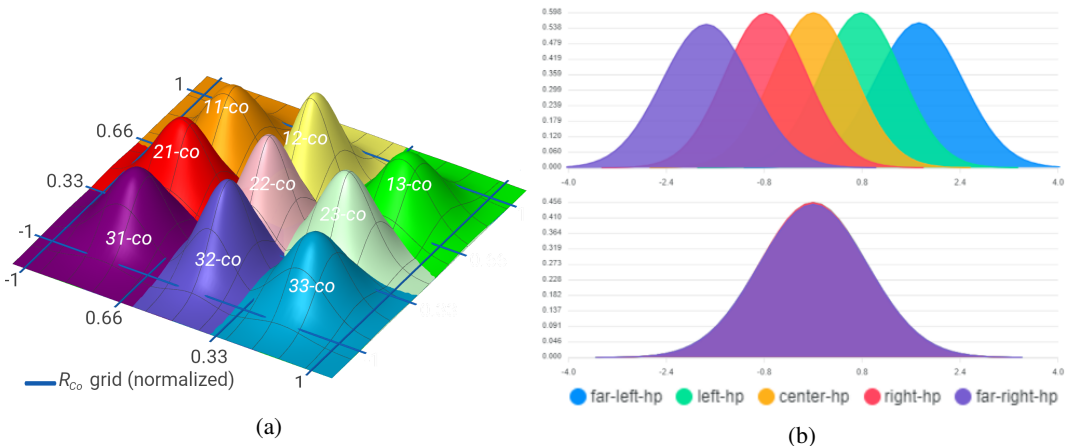 1
0.66
0.33
-1
-1
0.66
0.33
1
11-co
12-co
21-co
22-co
13-co
31-co
23-co
32-co
33-co
R_Co grid (normalized)
(a)
0.598
0.538
0.479
0.419
0.359
0.299
0.239
0.179
0.120
0.060
0.000
-4.0 -2.4 -0.8 0.8 2.4 4.0
0.456
0.410
0.364
0.319
0.273
0.228
0.182
0.137
0.091
0.046
0.000
-4.0 -2.4 -0.8 0.8 2.4 4.0
far-left-hp left-hp center-hp right-hp far-right-hp
(b)